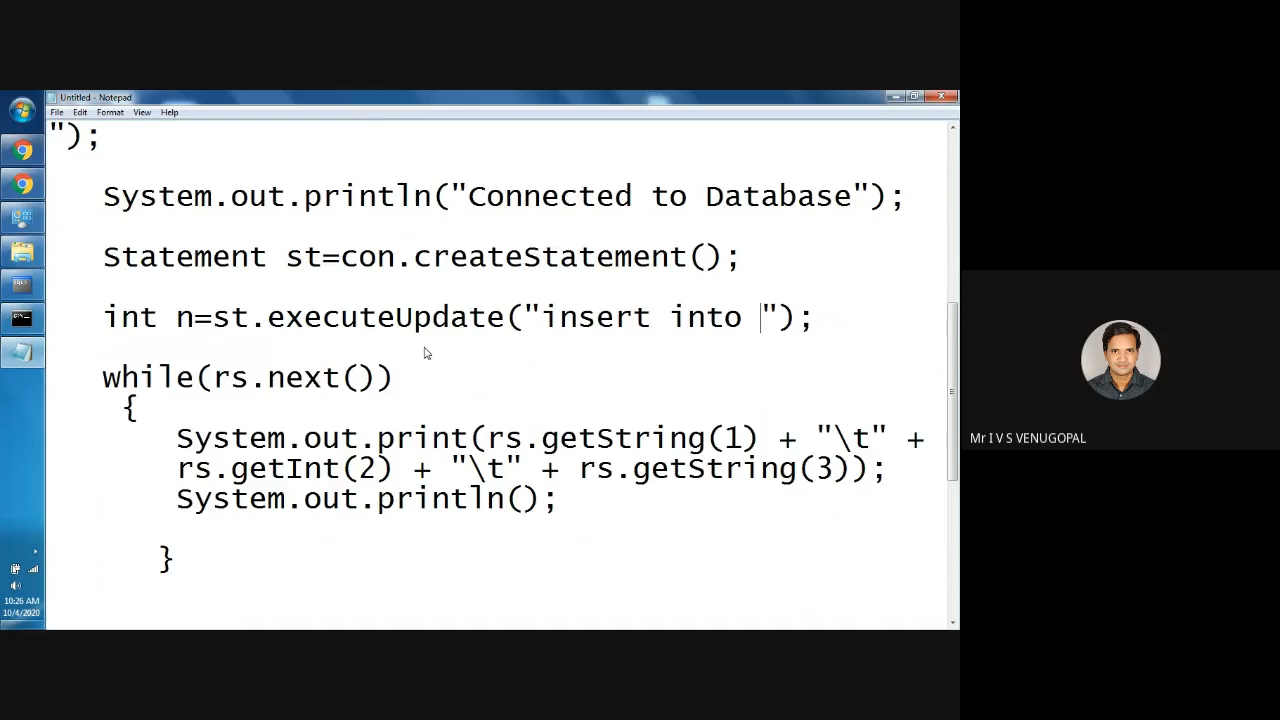 Untitled - Notepad
File Edit Format View Help
");
System.out.println("Connected to Database");
Statement st=con.createStatement();
int n=st.executeUpdate("insert into ");
while(rs.next())
{
System.out.print(rs.getString(1) + "\t" +
rs.getInt(2) + "\t" + rs.getString(3));
System.out.println();
}
10:26 AM
10/4/2020
Mr I V S VENUGOPAL